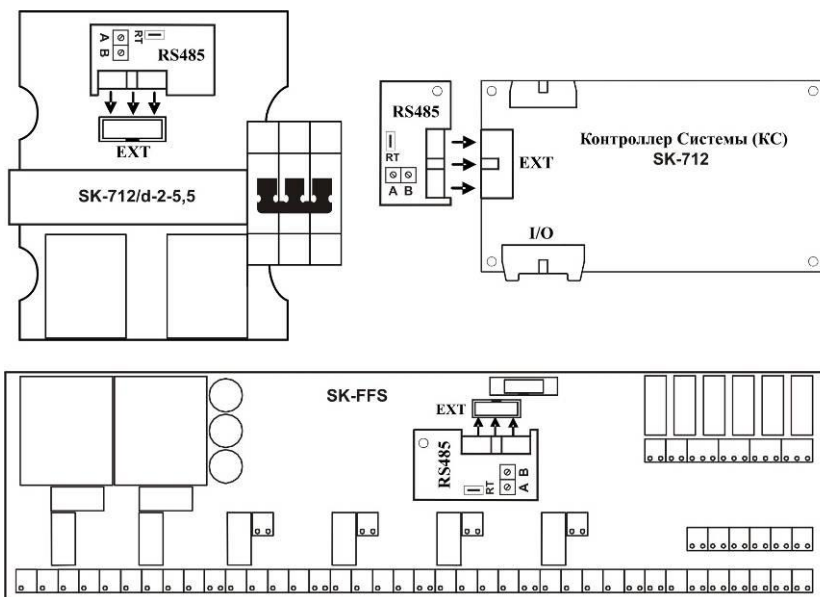 A
B
RT
RS485
EXT
SK-712/d-2-5,5
RS485
RT
A B
EXT
Контроллер Системы (КС)
SK-712
I/O
SK-FFS
EXT
RS485
RT
B
A